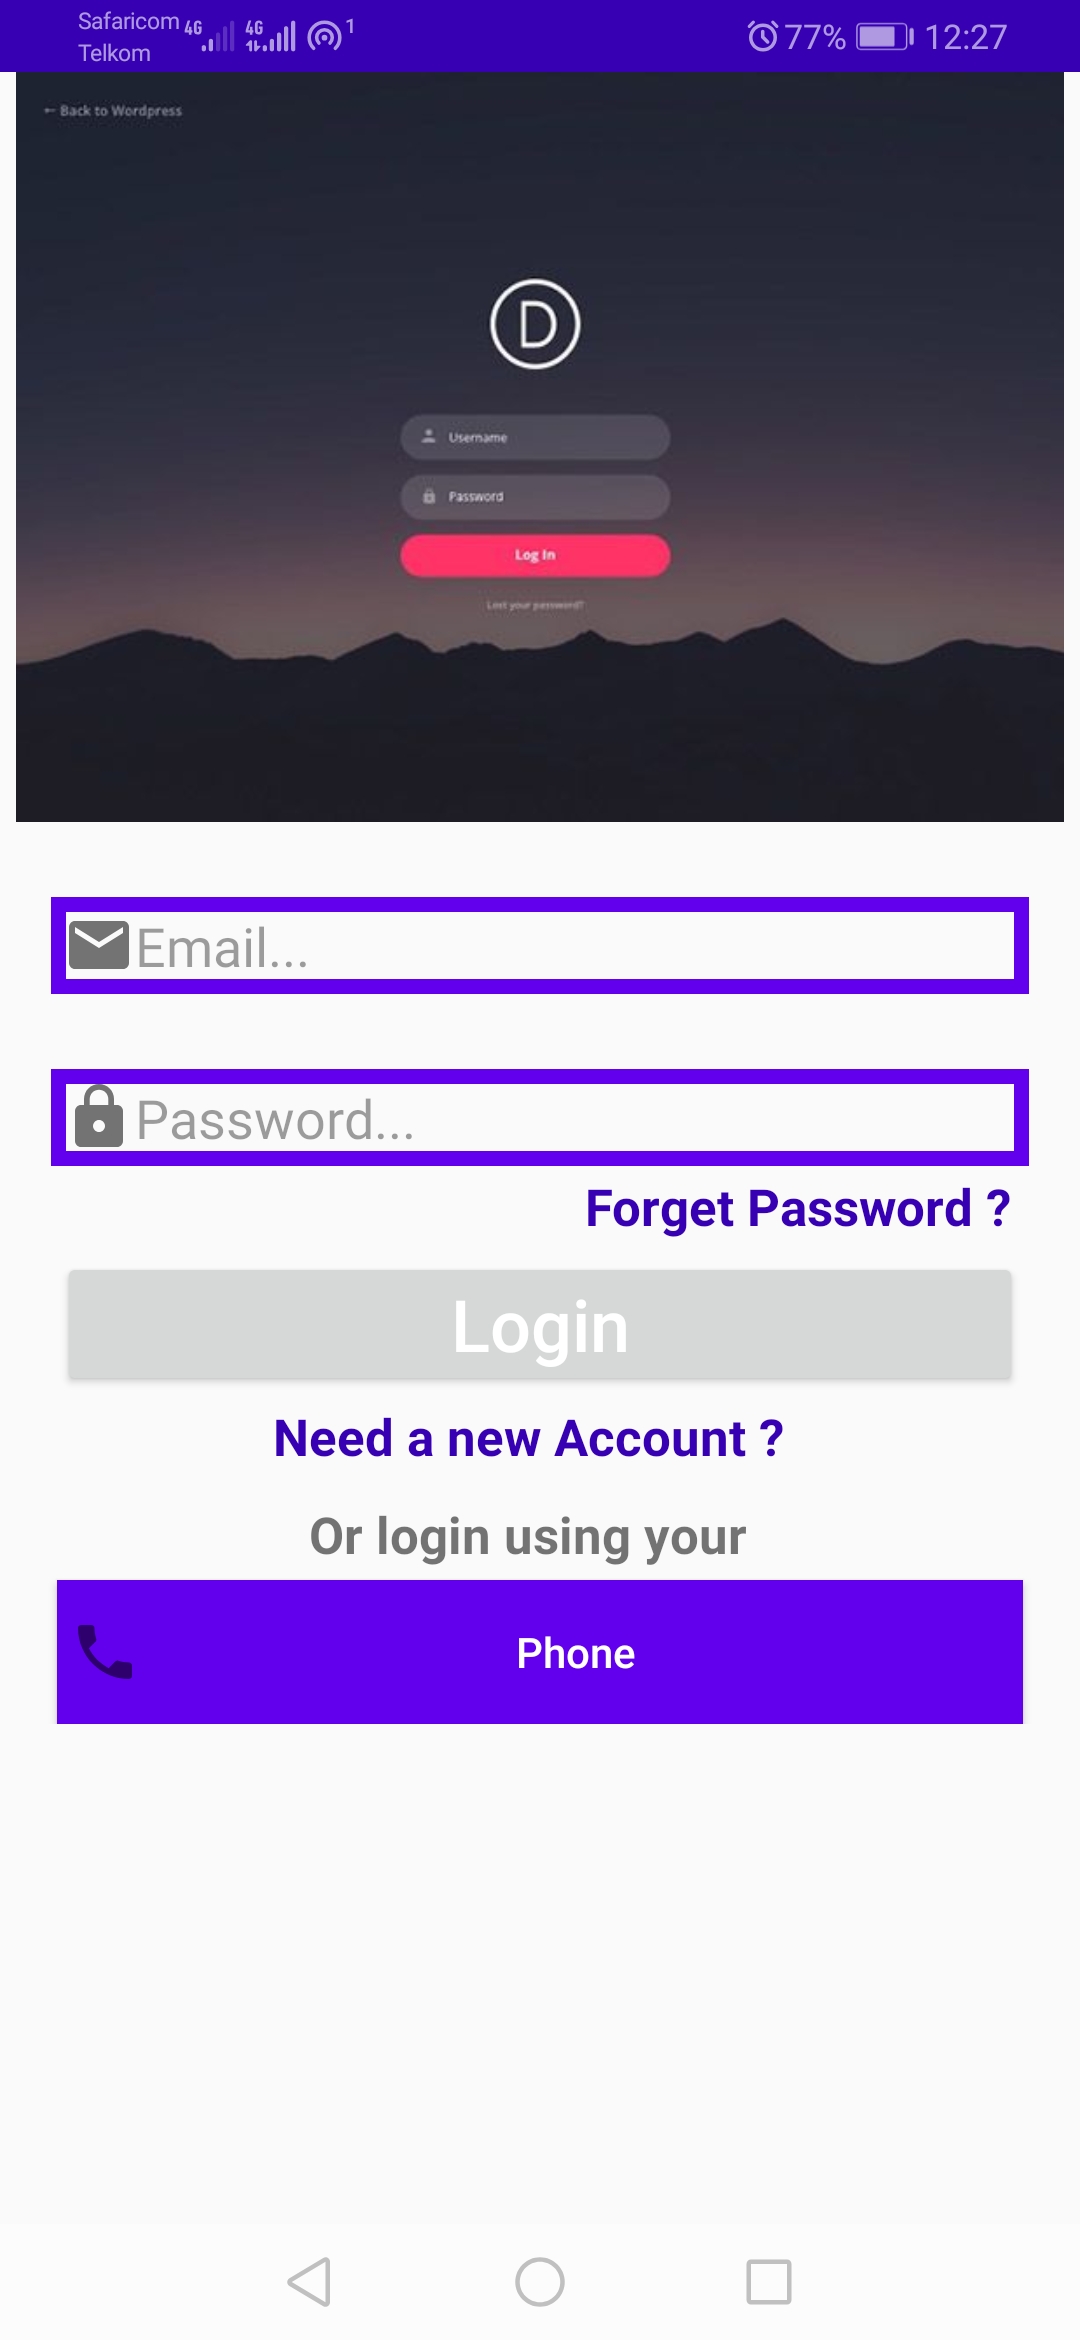 Safaricom 4G 4G 1 77% 12:27
Telkom
← Back to Wordpress
D
Username
Password
Log In
Lost your password?
Email...
Password...
Forget Password ?
Login
Need a new Account ?
Or login using your
Phone